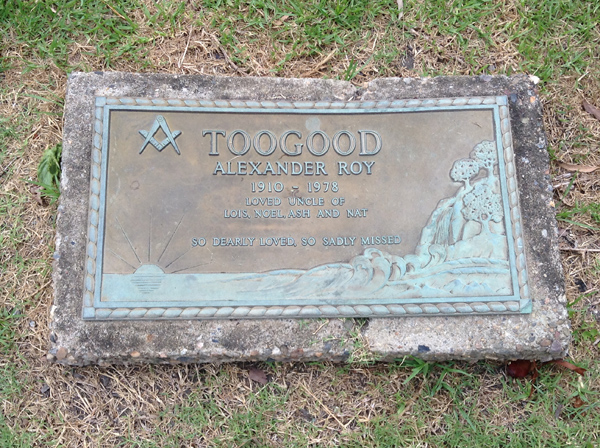 TOOGOOD
ALEXANDER ROY
1910 - 1978
LOVED UNCLE OF
LOIS, NOEL, ASH AND NAT
SO DEARLY LOVED, SO SADLY MISSED